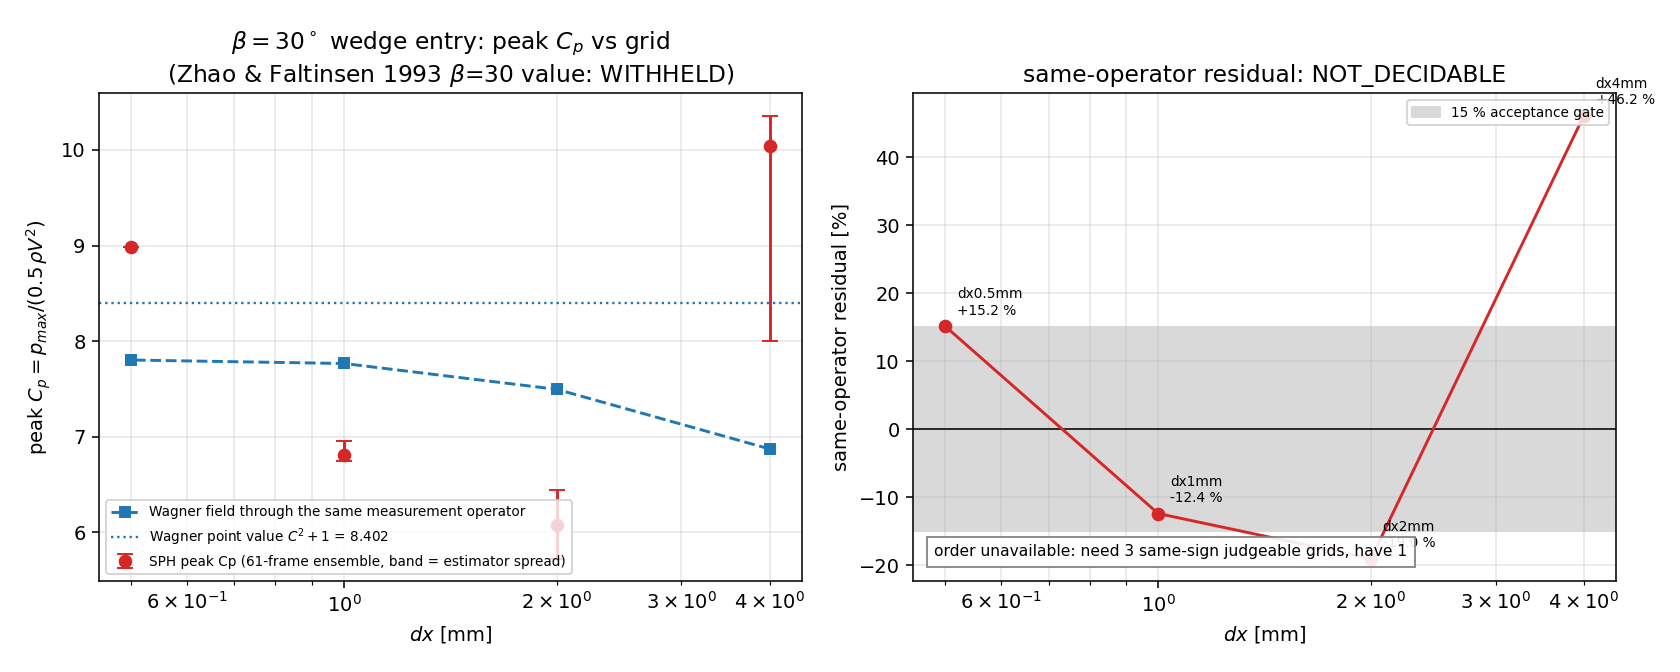 β = 30° wedge entry: peak C_p vs grid
(Zhao & Faltinsen 1993 β=30 value: WITHHELD)
peak C_p = p_max/(0.5 ρV²)
10
9
8
7
6
Wagner field through the same measurement operator
Wagner point value C² + 1 = 8.402
SPH peak Cp (61-frame ensemble, band = estimator spread)
6 × 10⁻¹
10⁰
2 × 10⁰
3 × 10⁰
4 × 10⁰
dx [mm]
same-operator residual: NOT_DECIDABLE
same-operator residual [%]
40
30
20
10
0
−10
−20
dx4mm
+46.2 %
15 % acceptance gate
dx0.5mm
+15.2 %
dx1mm
-12.4 %
dx2mm
order unavailable: need 3 same-sign judgeable grids, have 1
6 × 10⁻¹
10⁰
2 × 10⁰
3 × 10⁰
4 × 10⁰
dx [mm]